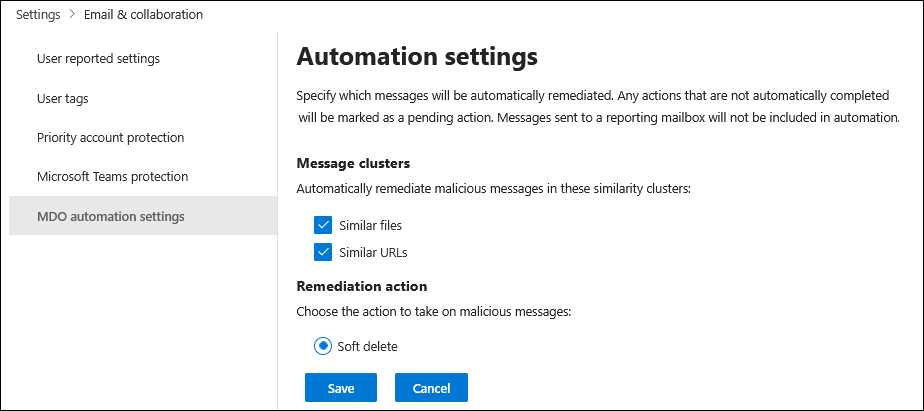 Settings > Email & collaboration
User reported settings
User tags
Priority account protection
Microsoft Teams protection
MDO automation settings
Automation settings
Specify which messages will be automatically remediated. Any actions that are not automatically completed
will be marked as a pending action. Messages sent to a reporting mailbox will not be included in automation.
Message clusters
Automatically remediate malicious messages in these similarity clusters:
Similar files
Similar URLs
Remediation action
Choose the action to take on malicious messages:
Soft delete
Save Cancel